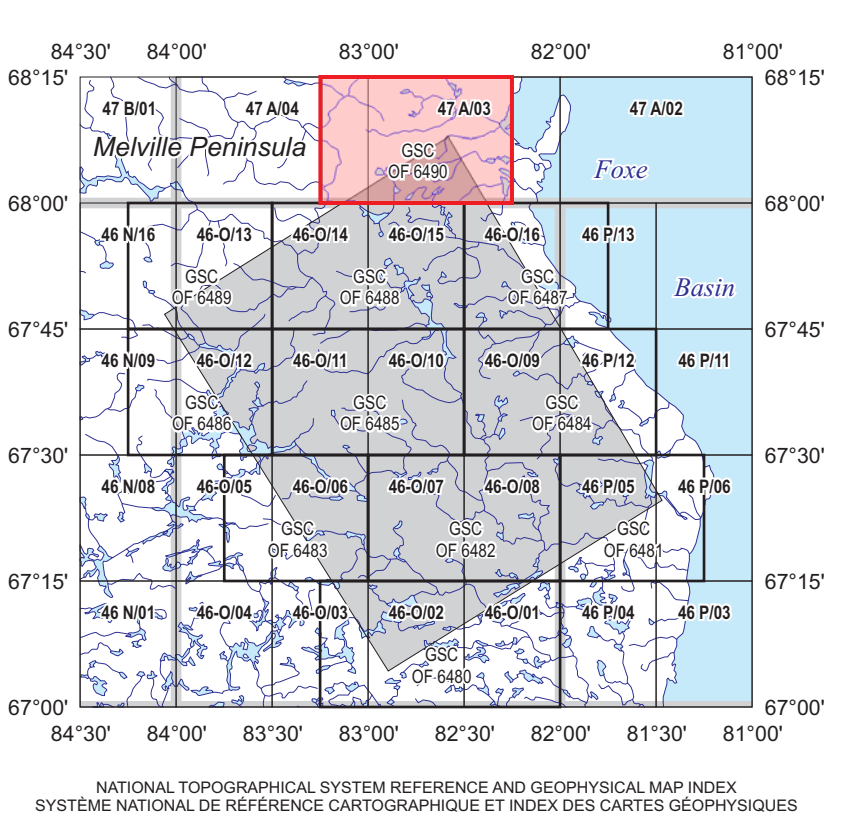 84°30' 84°00' 83°00' 82°00' 81°00'
68°15' 68°15'
47 B/01 47 A/04 47 A/03 47 A/02
Melville Peninsula
GSC
OF 6490
Foxe
68°00' 68°00'
46 N/16 46-O/13 46-O/14 46-O/15 46-O/16 46 P/13
GSC GSC GSC
OF 6489 OF 6488 OF 6487
Basin
67°45' 67°45'
46 N/09 46-O/12 46-O/11 46-O/10 46-O/09 46 P/12 46 P/11
GSC GSC GSC
OF 6486 OF 6485 OF 6484
67°30' 67°30'
46 N/08 46-O/05 46-O/06 46-O/07 46-O/08 46 P/05 46 P/06
GSC GSC GSC
OF 6483 OF 6482 OF 6481
67°15' 67°15'
46 N/01 46-O/04 46-O/03 46-O/02 46-O/01 46 P/04 46 P/03
GSC
OF 6480
67°00' 67°00'
84°30' 84°00' 83°30' 83°00' 82°30' 82°00' 81°30' 81°00'
NATIONAL TOPOGRAPHICAL SYSTEM REFERENCE AND GEOPHYSICAL MAP INDEX
SYSTÈME NATIONAL DE RÉFÉRENCE CARTOGRAPHIQUE ET INDEX DES CARTES GÉOPHYSIQUES